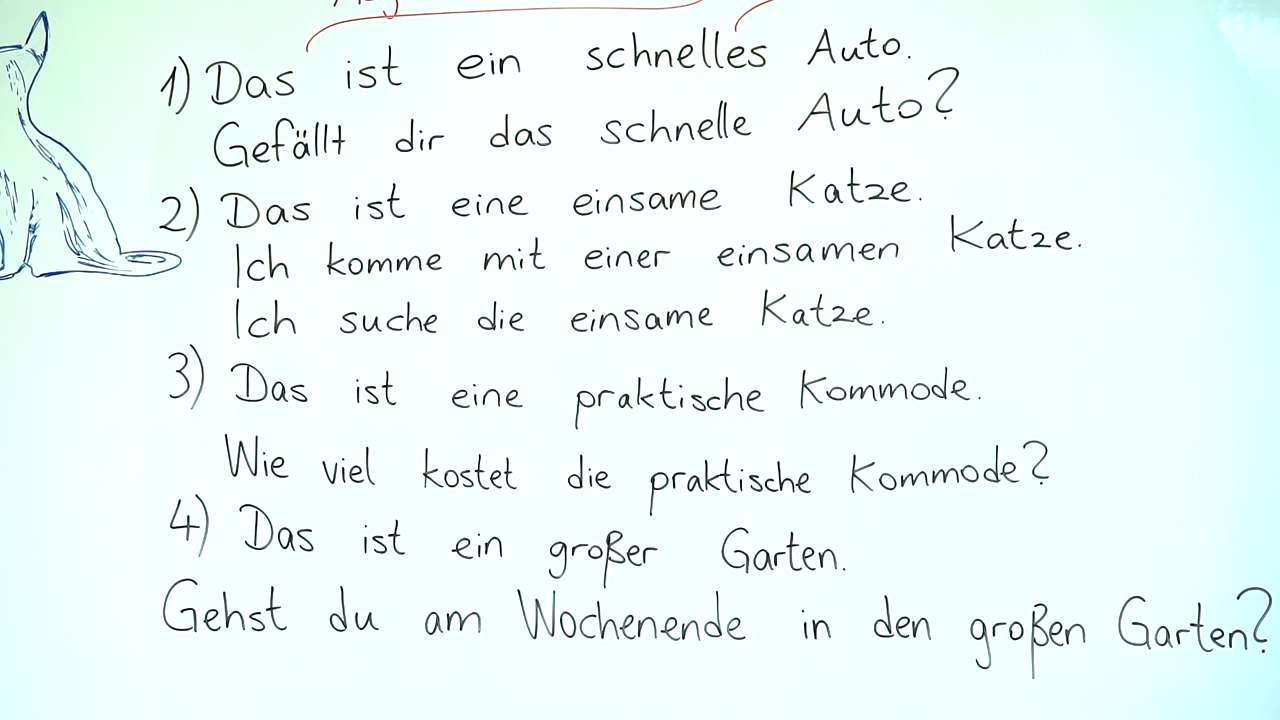 1) Das ist ein schnelles Auto.
Gefällt dir das schnelle Auto?
2) Das ist eine einsame Katze.
Ich komme mit einer einsamen Katze.
Ich suche die einsame Katze.
3) Das ist eine praktische Kommode.
Wie viel kostet die praktische Kommode?
4) Das ist ein großer Garten.
Gehst du am Wochenende in den großen Garten?